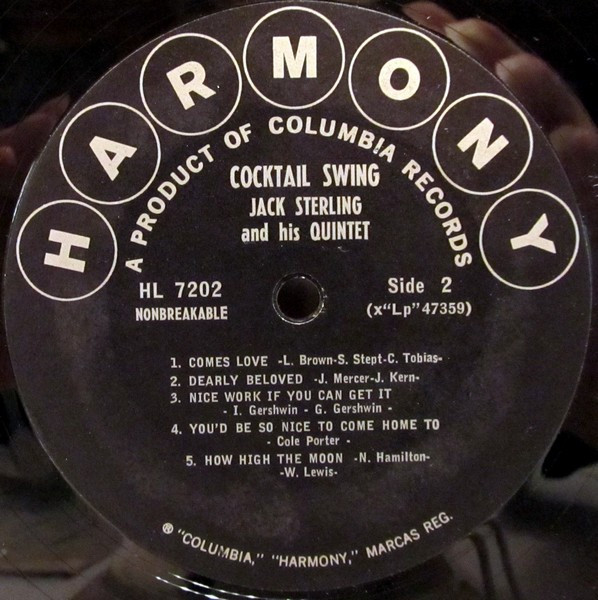 HARMONY
A PRODUCT OF COLUMBIA RECORDS
COCKTAIL SWING
JACK STERLING
and his QUINTET
HL 7202
NONBREAKABLE
Side 2
(x"Lp"47359)
1. COMES LOVE -L. Brown-S. Stept-C. Tobias-
2. DEARLY BELOVED -J. Mercer-J. Kern-
3. NICE WORK IF YOU CAN GET IT
- I. Gershwin - G. Gershwin -
4. YOU'D BE SO NICE TO COME HOME TO
- Cole Porter -
5. HOW HIGH THE MOON -N. Hamilton-
-W. Lewis-
® "COLUMBIA," "HARMONY," MARCAS REG.